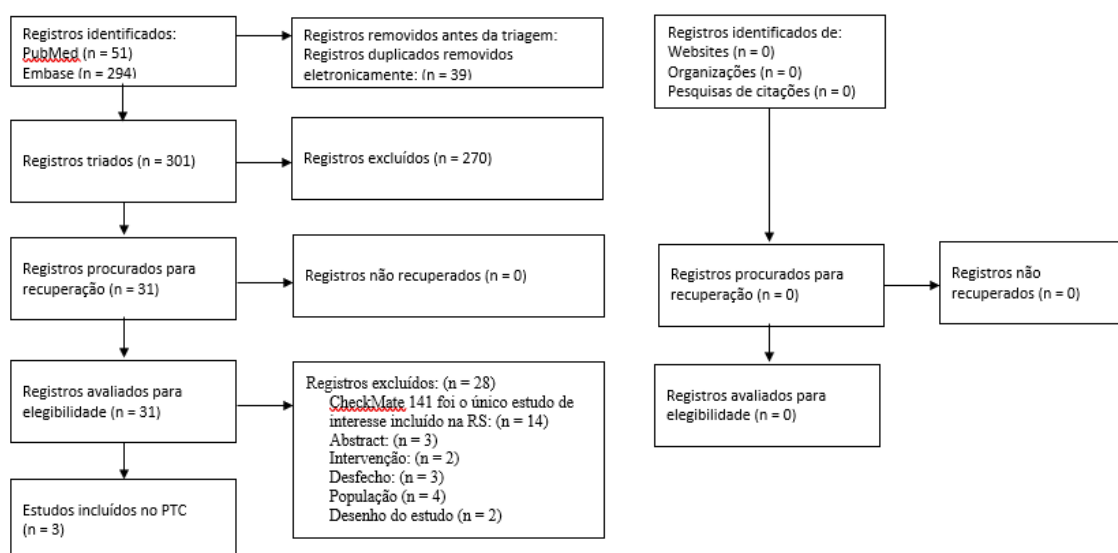 Registros identificados:
PubMed (n = 51)
Embase (n = 294)
Registros removidos antes da triagem:
Registros duplicados removidos
eletronicamente: (n = 39)
Registros triados (n = 301)
Registros excluídos (n = 270)
Registros procurados para
recuperação (n = 31)
Registros não recuperados (n = 0)
Registros avaliados para
elegibilidade (n = 31)
Registros excluídos: (n = 28)
CheckMate 141 foi o único estudo de
interesse incluído na RS: (n = 14)
Abstract: (n = 3)
Intervenção: (n = 2)
Desfecho: (n = 3)
População (n = 4)
Desenho do estudo (n = 2)
Estudos incluídos no PTC
(n = 3)
Registros identificados de:
Websites (n = 0)
Organizações (n = 0)
Pesquisas de citações (n = 0)
Registros procurados para
recuperação (n = 0)
Registros não
recuperados (n = 0)
Registros avaliados para
elegibilidade (n = 0)